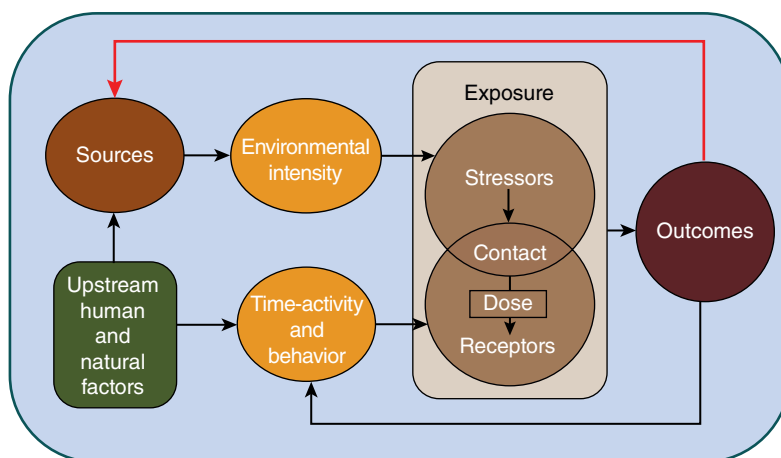 Exposure
Sources
Environmental
intensity
Stressors
Contact
Outcomes
Upstream
human
and
natural
factors
Time-activity
and
behavior
Dose
Receptors